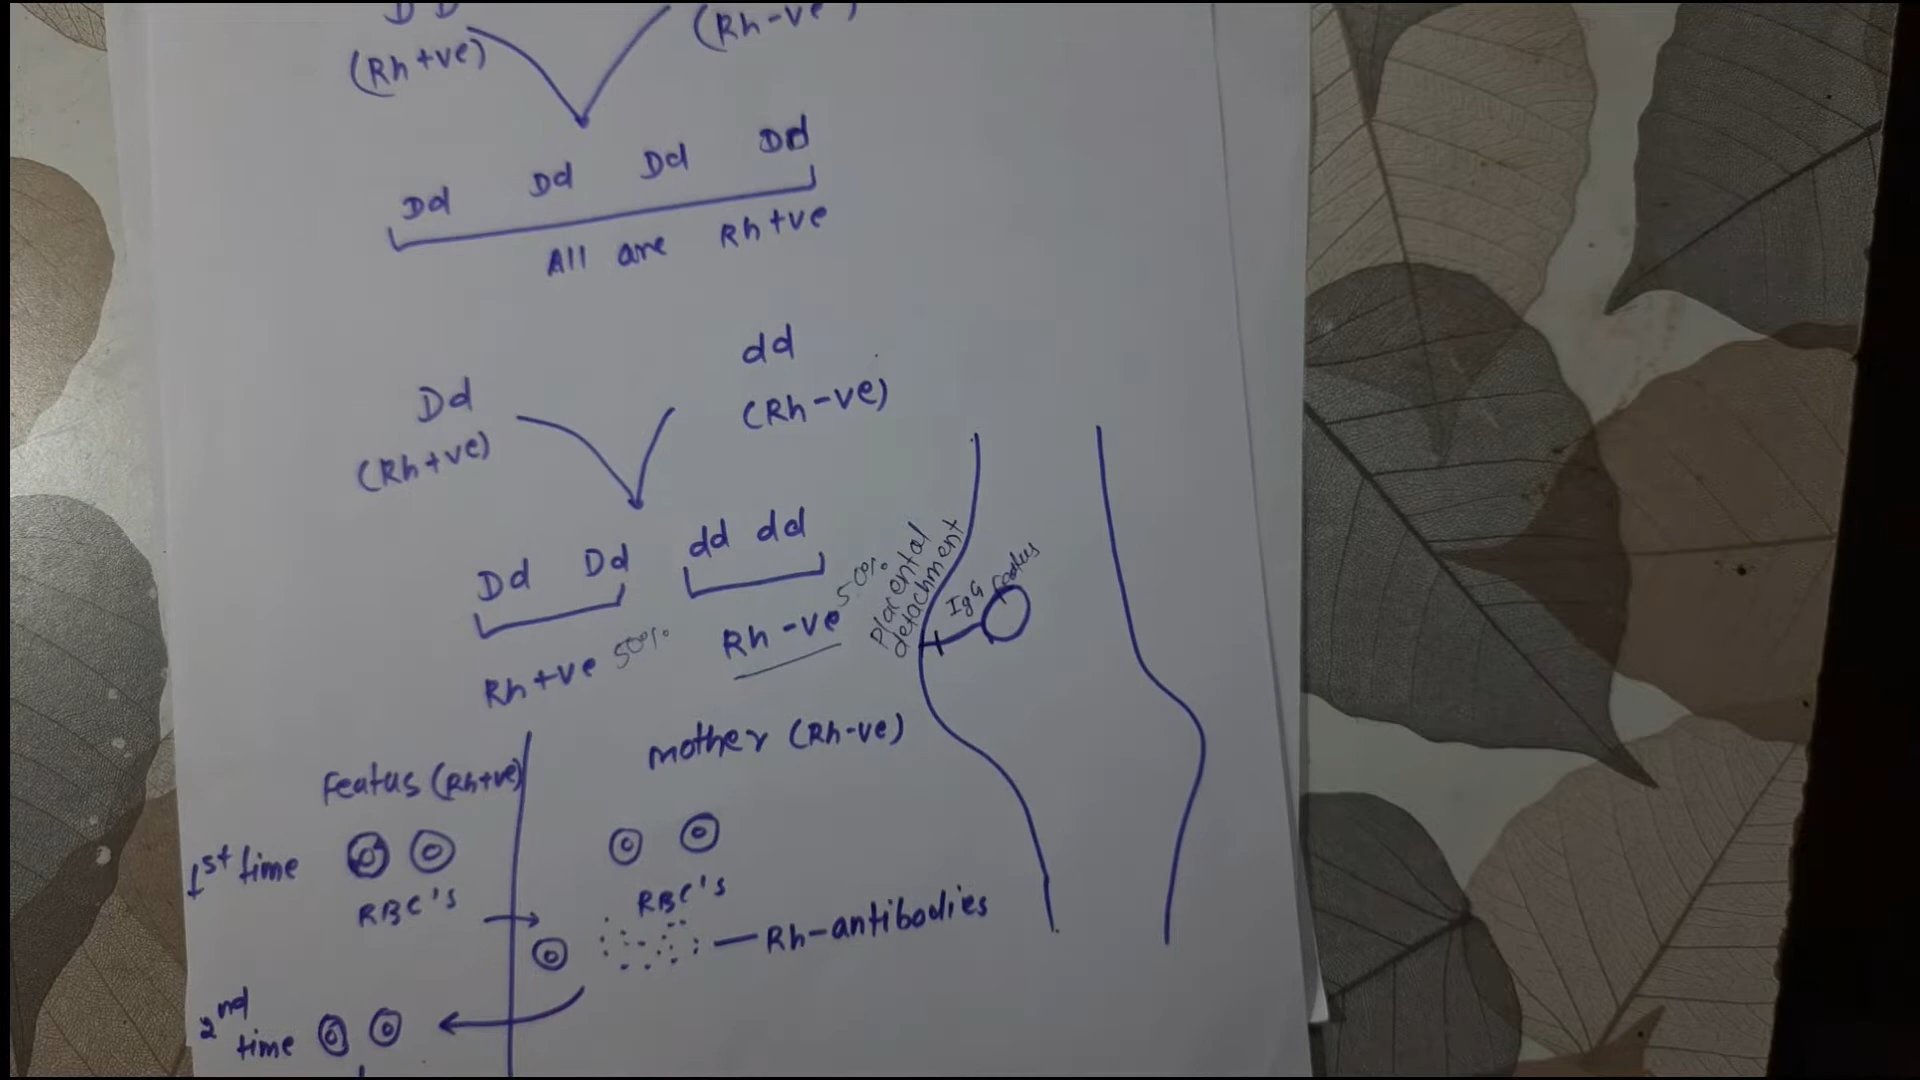 DD
(Rh+ve)
(Rh-ve)
Dd Dd Dd Dd
All are Rh+ve
Dd
(Rh+ve)
dd
(Rh-ve)
Dd Dd dd dd
Rh+ve 50%
Rh-ve 50%
Placental
detachment
IgG
featus
Featus (Rh+ve)
mother (Rh-ve)
1st time
RBC's
RBC's
Rh-antibodies
2nd
time